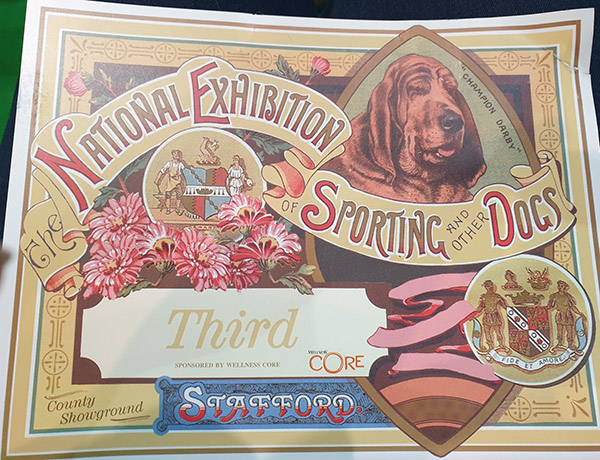 The
NATIONAL EXHIBITION
OF SPORTING AND OTHER DOGS
"CHAMPION DARBY"
Third
SPONSORED BY WELLNESS CORE
WELLNESS
CORE
FIDE ET AMORE
County
Showground
STAFFORD.